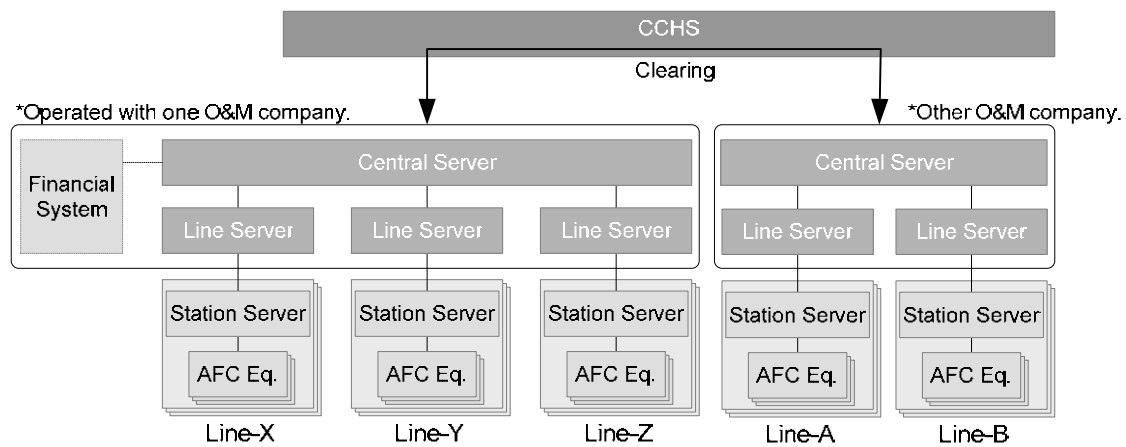 CCHS
Clearing
*Operated with one O&M company.
*Other O&M company.
Financial
System
Central Server
Central Server
Line Server
Line Server
Line Server
Line Server
Line Server
Station Server
Station Server
Station Server
Station Server
Station Server
AFC Eq.
AFC Eq.
AFC Eq.
AFC Eq.
AFC Eq.
Line-X
Line-Y
Line-Z
Line-A
Line-B